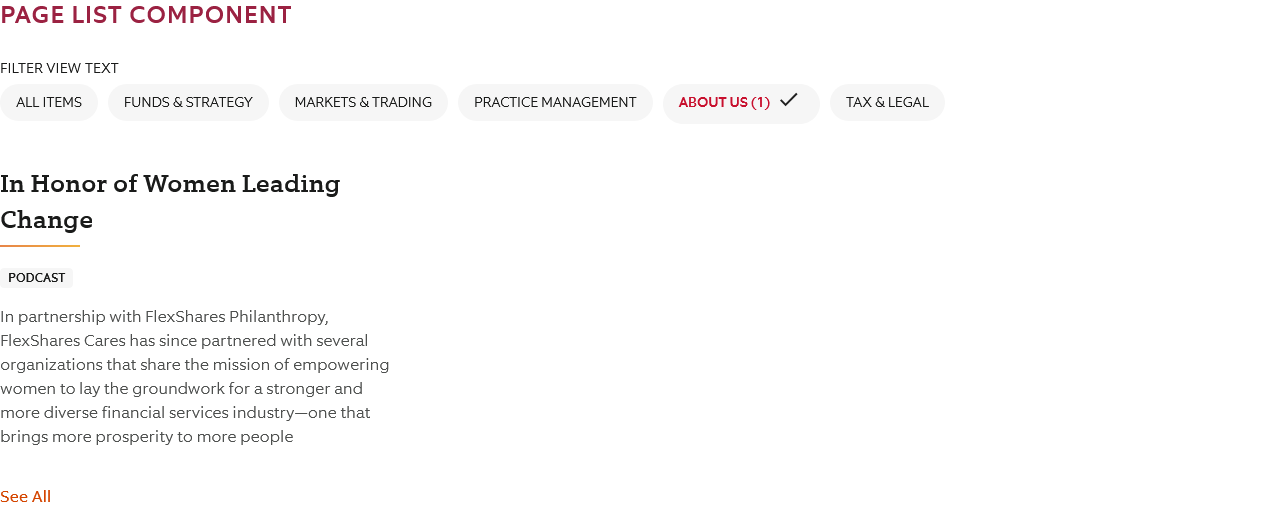 PAGE LIST COMPONENT
FILTER VIEW TEXT
ALL ITEMS FUNDS & STRATEGY MARKETS & TRADING PRACTICE MANAGEMENT ABOUT US (1) TAX & LEGAL
In Honor of Women Leading
Change
PODCAST
In partnership with FlexShares Philanthropy,
FlexShares Cares has since partnered with several
organizations that share the mission of empowering
women to lay the groundwork for a stronger and
more diverse financial services industry—one that
brings more prosperity to more people
See All